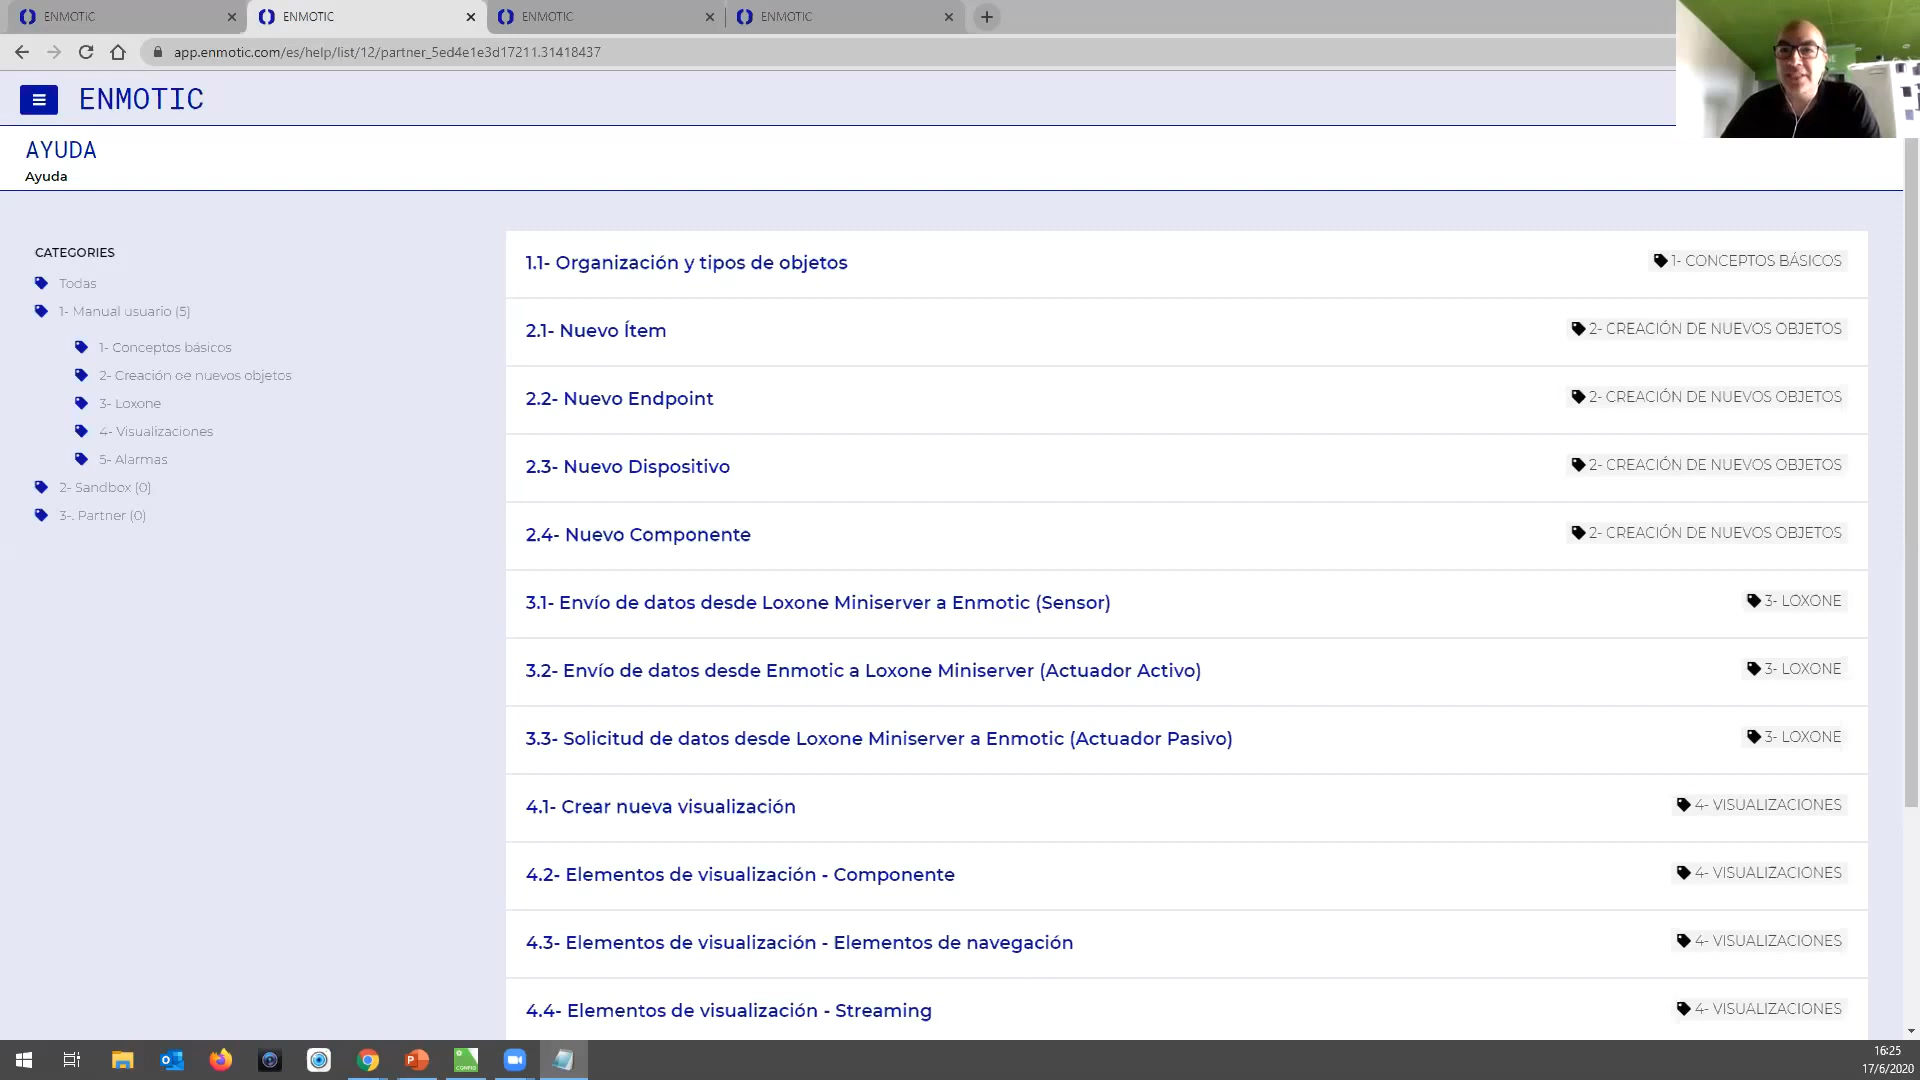 ENMOTIC
ENMOTIC
ENMOTIC
ENMOTIC
app.enmotic.com/es/help/list/12/partner_5ed4e1e3d17211.31418437
ENMOTIC
AYUDA
Ayuda
CATEGORIES
Todas
1- Manual usuario (5)
1- Conceptos básicos
2- Creación de nuevos objetos
3- Loxone
4- Visualizaciones
5- Alarmas
2- Sandbox (0)
3-. Partner (0)
1.1- Organización y tipos de objetos
1- CONCEPTOS BÁSICOS
2.1- Nuevo Ítem
2- CREACIÓN DE NUEVOS OBJETOS
2.2- Nuevo Endpoint
2- CREACIÓN DE NUEVOS OBJETOS
2.3- Nuevo Dispositivo
2- CREACIÓN DE NUEVOS OBJETOS
2.4- Nuevo Componente
2- CREACIÓN DE NUEVOS OBJETOS
3.1- Envío de datos desde Loxone Miniserver a Enmotic (Sensor)
3- LOXONE
3.2- Envío de datos desde Enmotic a Loxone Miniserver (Actuador Activo)
3- LOXONE
3.3- Solicitud de datos desde Loxone Miniserver a Enmotic (Actuador Pasivo)
3- LOXONE
4.1- Crear nueva visualización
4- VISUALIZACIONES
4.2- Elementos de visualización - Componente
4- VISUALIZACIONES
4.3- Elementos de visualización - Elementos de navegación
4- VISUALIZACIONES
4.4- Elementos de visualización - Streaming
4- VISUALIZACIONES
CONFIG
16:25
17/6/2020